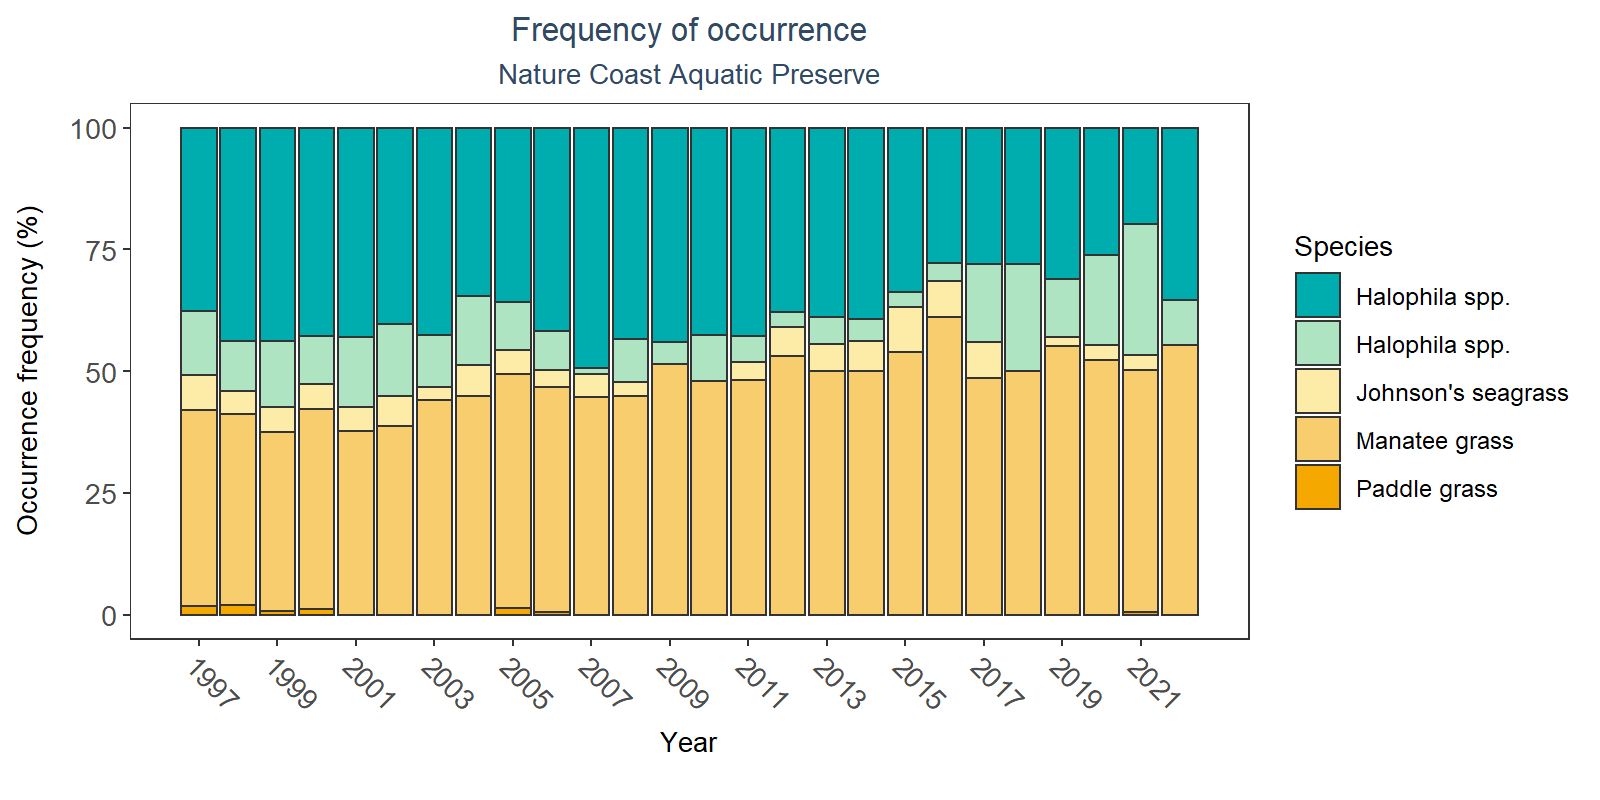 Frequency of occurrence
Nature Coast Aquatic Preserve
Occurrence frequency (%)
100
75
50
25
0
1997
1999
2001
2003
2005
2007
2009
2011
2013
2015
2017
2019
2021
Year
Species
Halophila spp.
Halophila spp.
Johnson's seagrass
Manatee grass
Paddle grass